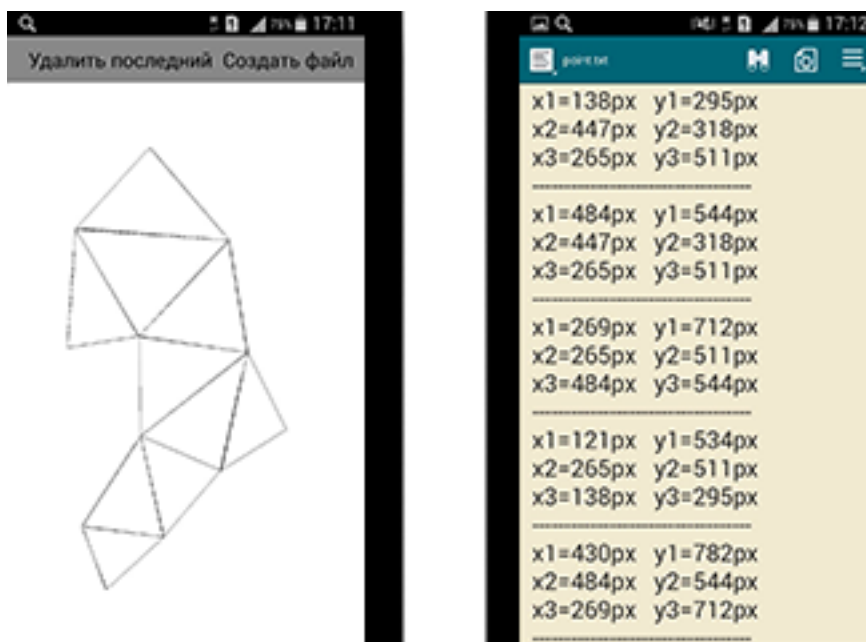 17:11
Удалить последний Создать файл
17:12
point.txt
x1=138px y1=295px
x2=447px y2=318px
x3=265px y3=511px
x1=484px y1=544px
x2=447px y2=318px
x3=265px y3=511px
x1=269px y1=712px
x2=265px y2=511px
x3=484px y3=544px
x1=121px y1=534px
x2=265px y2=511px
x3=138px y3=295px
x1=430px y1=782px
x2=484px y2=544px
x3=269px y3=712px